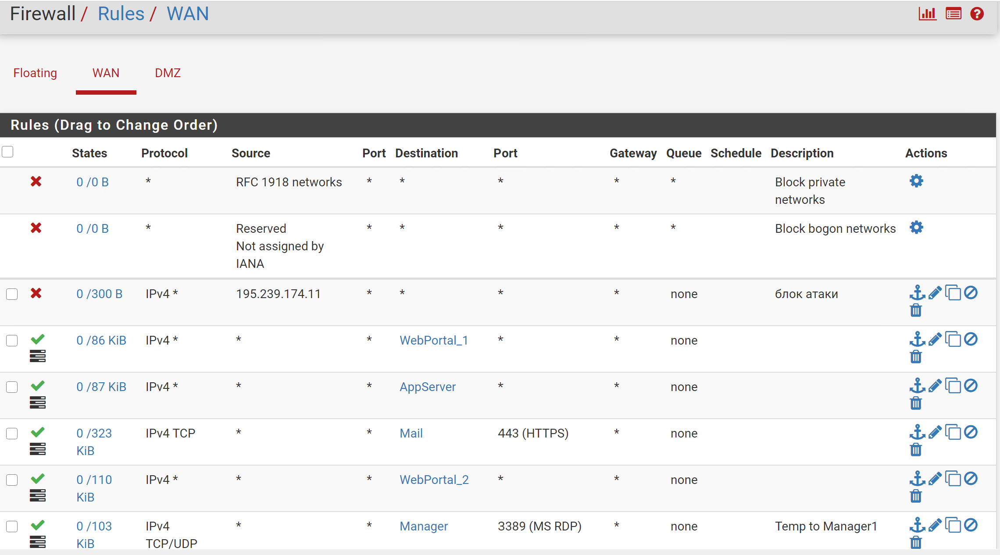 Firewall / Rules / WAN
Floating WAN DMZ
Rules (Drag to Change Order)
States Protocol Source Port Destination Port Gateway Queue Schedule Description Actions
0 /0 B * RFC 1918 networks * * * * * Block private
networks
0 /0 B * Reserved * * * * * Block bogon networks
Not assigned by
IANA
0 /300 B IPv4 * 195.239.174.11 * * * * none блок атаки
0 /86 KiB IPv4 * * * WebPortal_1 * * none
0 /87 KiB IPv4 * * * AppServer * * none
0 /323 IPv4 TCP * * Mail 443 (HTTPS) * none
KiB
0 /110 IPv4 * * * WebPortal_2 * * none
KiB
0 /103 IPv4 * * Manager 3389 (MS RDP) * none Temp to Manager1
KiB TCP/UDP